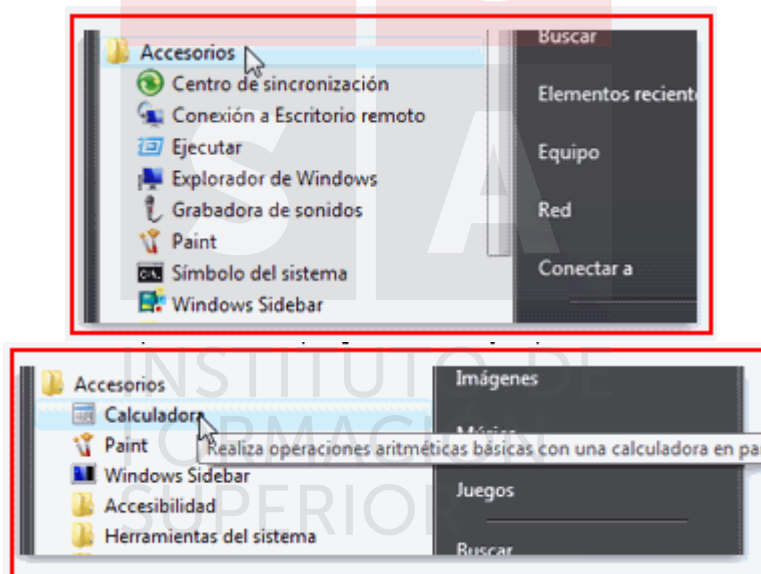 Buscar
Accesorios
Centro de sincronización
Elementos recient
Conexión a Escritorio remoto
Ejecutar
Equipo
Explorador de Windows
Grabadora de sonidos
Red
Paint
Símbolo del sistema
Conectar a
Windows Sidebar
INSTITUTO DE
FORMACIÓN
SUPERIOR
Accesorios
Imágenes
Calculadora
Música
Paint
Realiza operaciones aritméticas básicas con una calculadora en pa
Windows Sidebar
Juegos
Accesibilidad
Herramientas del sistema
Buscar